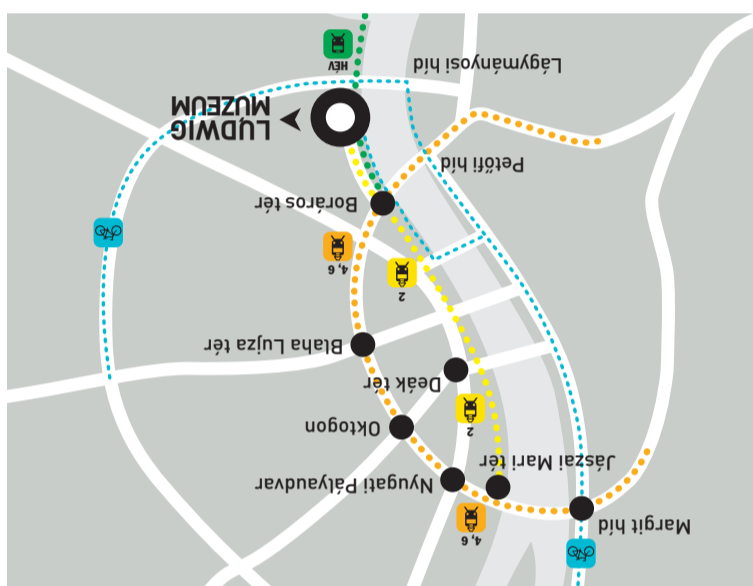 Margit híd
4, 6
Jászai Mari tér
Nyugati Pályaudvar
2
Oktogon
Deák tér
Blaha Lujza tér
2
4, 6
Boráros tér
Petőfi híd
LUDWIG
MÚZEUM
Lágymányosi híd
HÉV